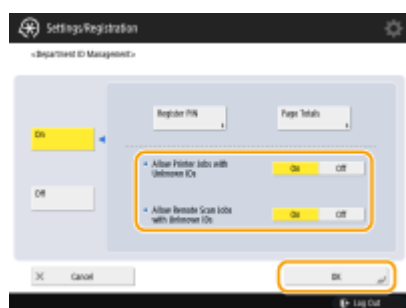 Settings/Registration
<Department ID Management>
Register PIN
Page Totals
On
Allow Printer Jobs with
Unknown IDs
On
Off
Off
Allow Remote Scan Jobs
with Unknown IDs
On
Off
Cancel
OK
Log Out